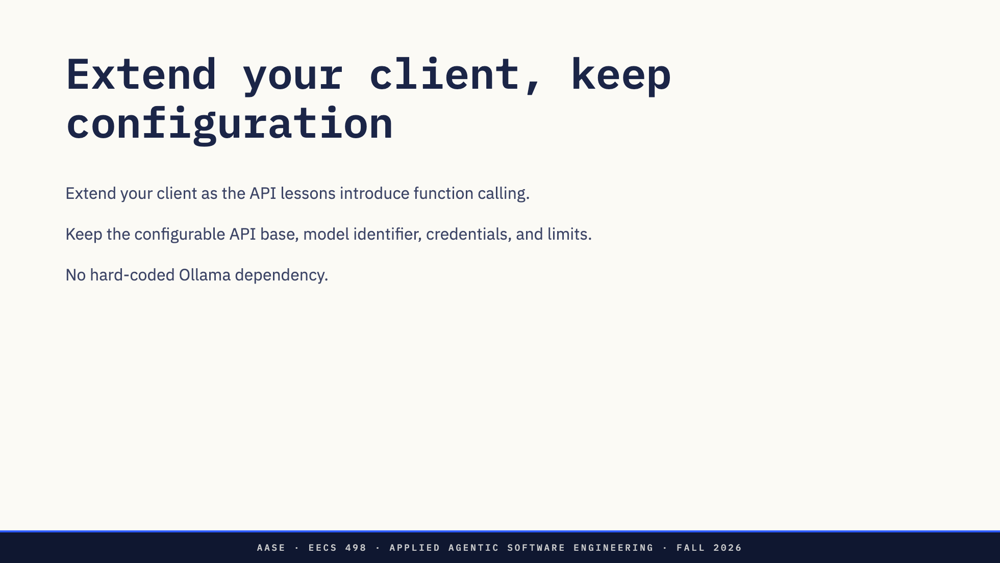 Extend your client, keep
configuration
Extend your client as the API lessons introduce function calling.
Keep the configurable API base, model identifier, credentials, and limits.
No hard-coded Ollama dependency.
AASE · EECS 498 · APPLIED AGENTIC SOFTWARE ENGINEERING · FALL 2026